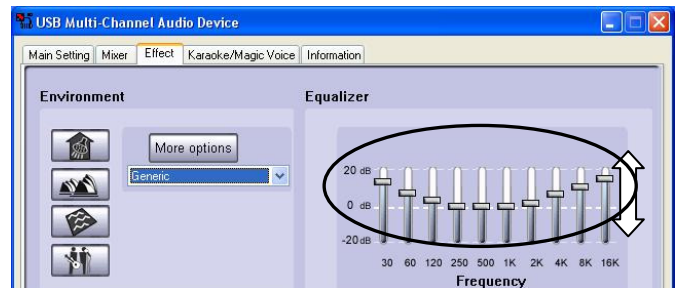 USB Multi-Channel Audio Device
Main Setting Mixer Effect Karaoke/Magic Voice Information
Environment
Equalizer
More options
Generic
20 dB
0 dB
-20 dB
30 60 120 250 500 1K 2K 4K 8K 16K
Frequency